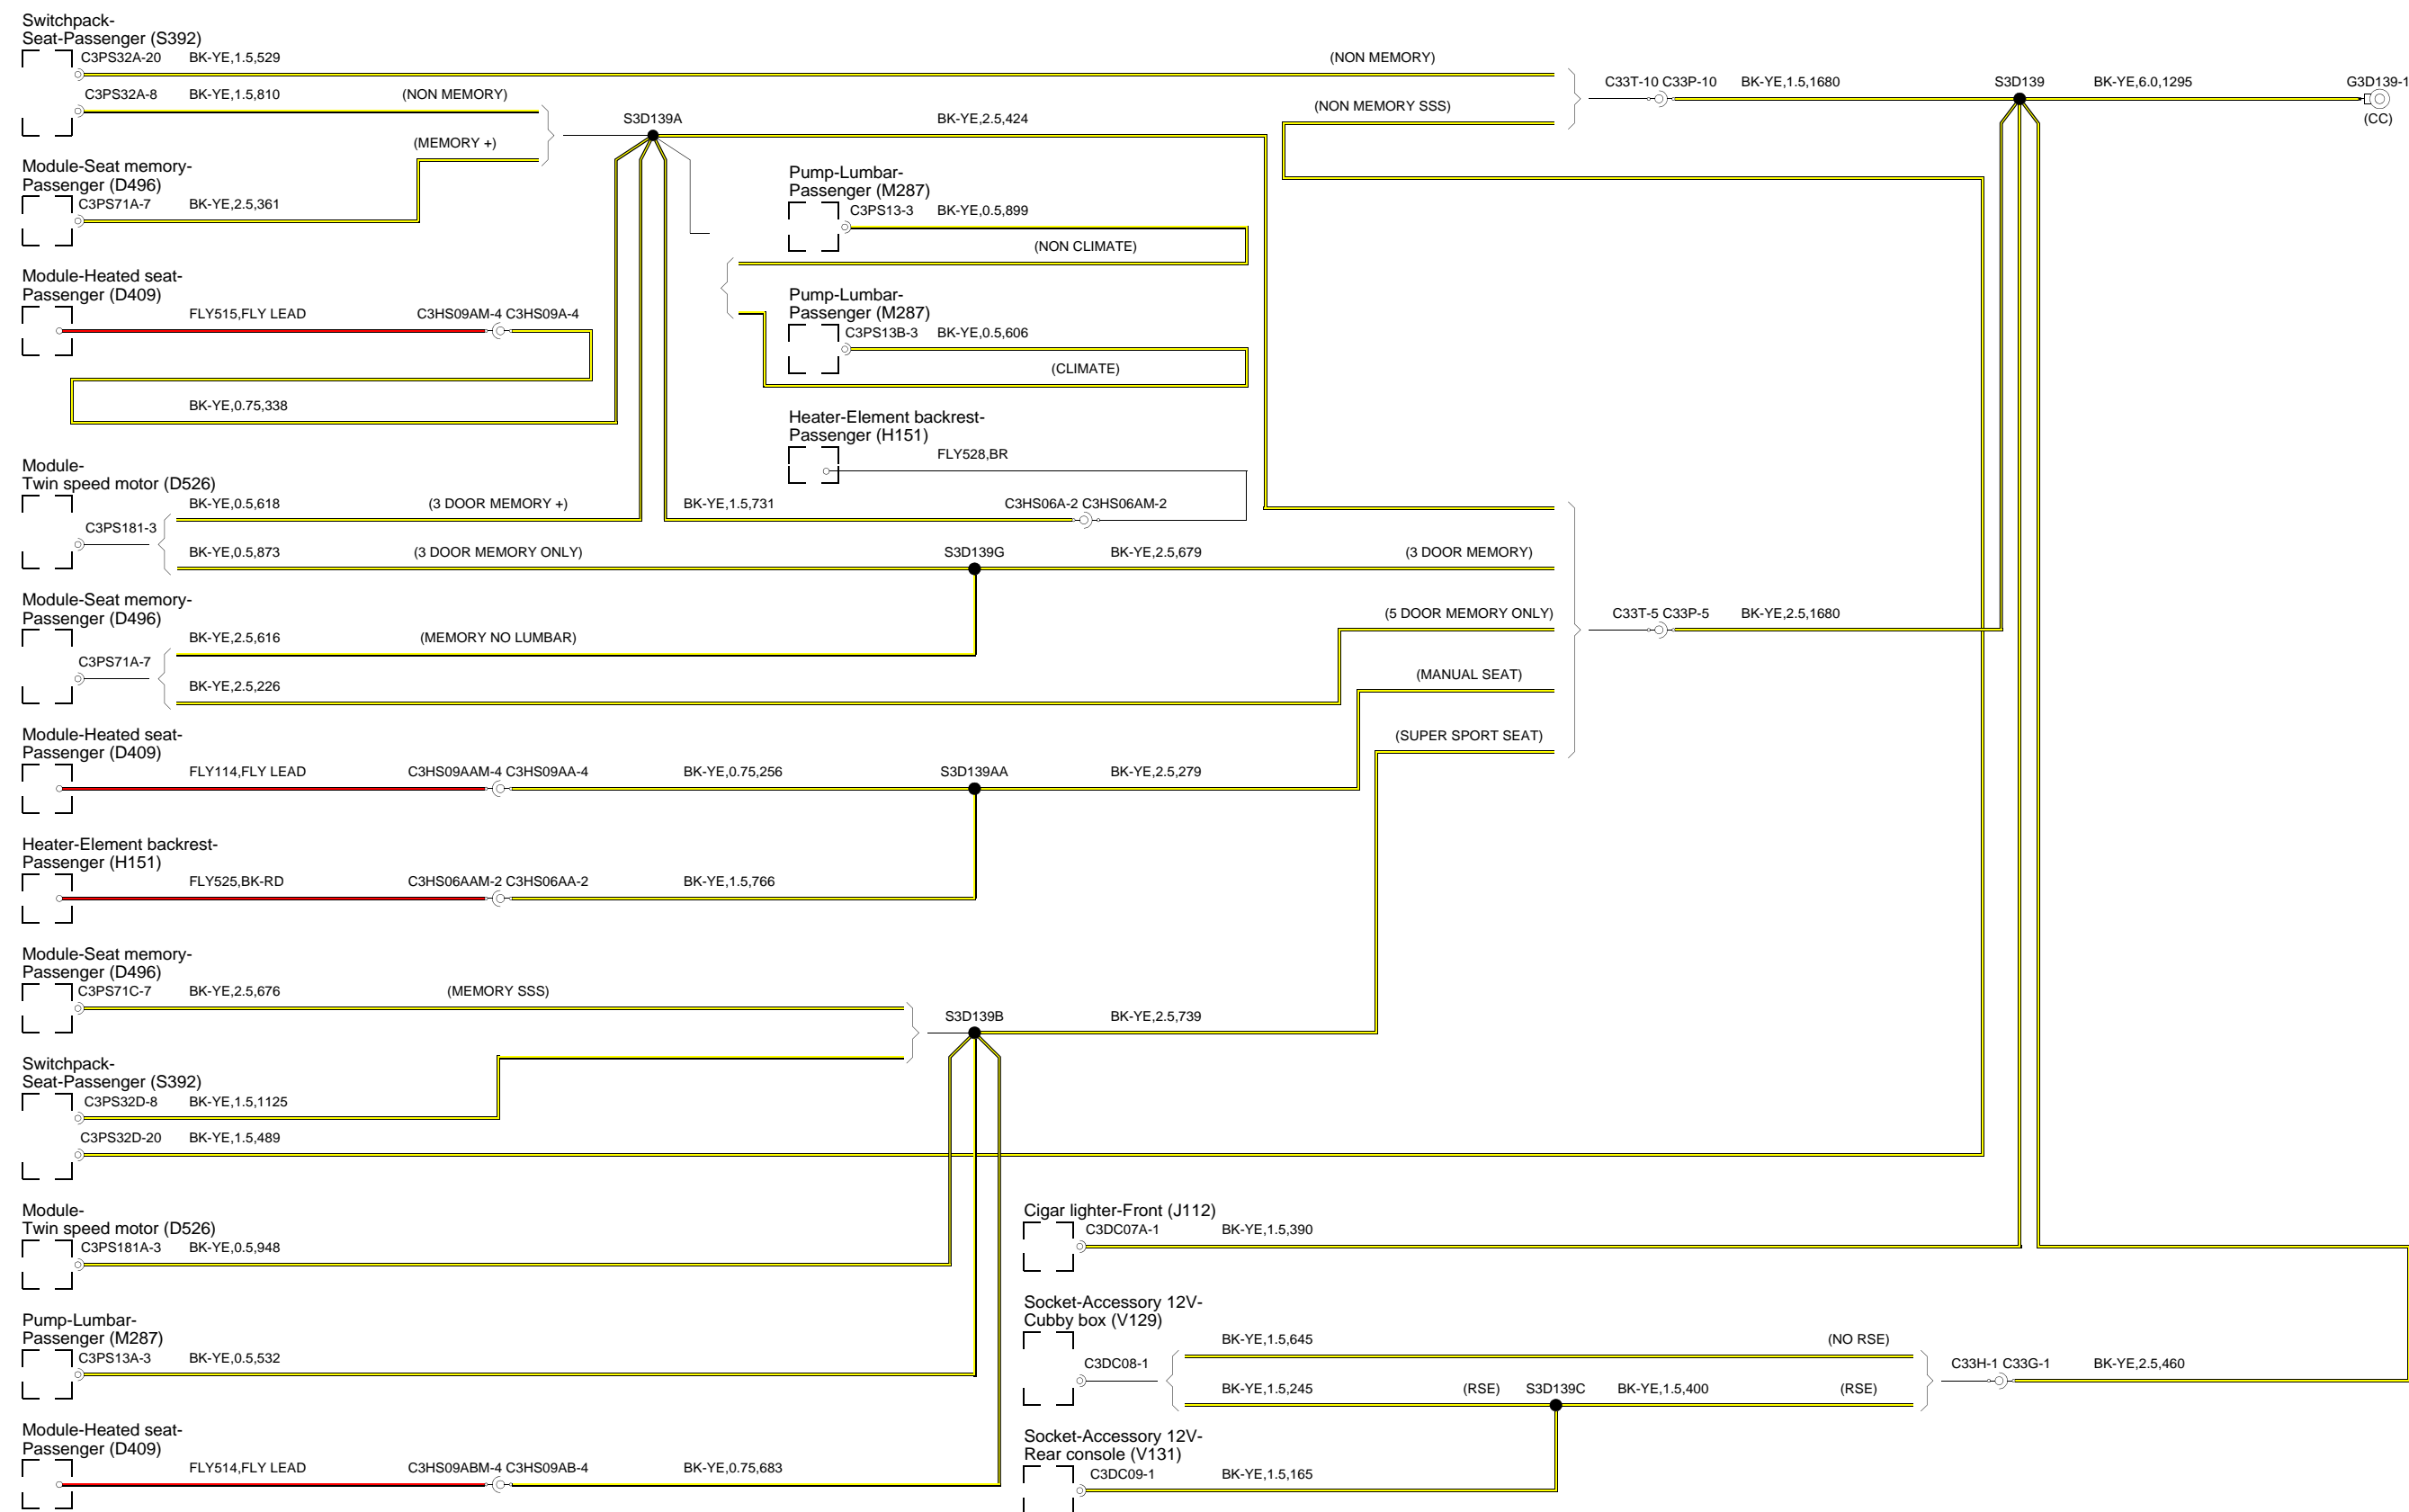 Switchpack-
Seat-Passenger (S392)
C3PS32A-20 BK-YE,1.5,529 (NON MEMORY)
C3PS32A-8 BK-YE,1.5,810 (NON MEMORY)
(MEMORY +)
S3D139A BK-YE,2.5,424
(NON MEMORY SSS)
C33T-10 C33P-10 BK-YE,1.5,1680 S3D139 BK-YE,6.0,1295 G3D139-1
(CC)
Module-Seat memory-
Passenger (D496)
C3PS71A-7 BK-YE,2.5,361
Pump-Lumbar-
Passenger (M287)
C3PS13-3 BK-YE,0.5,899
(NON CLIMATE)
Module-Heated seat-
Passenger (D409)
FLY515,FLY LEAD C3HS09AM-4 C3HS09A-4
BK-YE,0.75,338
Pump-Lumbar-
Passenger (M287)
C3PS13B-3 BK-YE,0.5,606
(CLIMATE)
Heater-Element backrest-
Passenger (H151)
FLY528,BR
Module-
Twin speed motor (D526)
BK-YE,0.5,618 (3 DOOR MEMORY +) BK-YE,1.5,731 C3HS06A-2 C3HS06AM-2
C3PS181-3
BK-YE,0.5,873 (3 DOOR MEMORY ONLY) S3D139G BK-YE,2.5,679 (3 DOOR MEMORY)
Module-Seat memory-
Passenger (D496)
BK-YE,2.5,616 (MEMORY NO LUMBAR)
(5 DOOR MEMORY ONLY) C33T-5 C33P-5 BK-YE,2.5,1680
C3PS71A-7
BK-YE,2.5,226
(MANUAL SEAT)
(SUPER SPORT SEAT)
Module-Heated seat-
Passenger (D409)
FLY114,FLY LEAD C3HS09AAM-4 C3HS09AA-4 BK-YE,0.75,256 S3D139AA BK-YE,2.5,279
Heater-Element backrest-
Passenger (H151)
FLY525,BK-RD C3HS06AAM-2 C3HS06AA-2 BK-YE,1.5,766
Module-Seat memory-
Passenger (D496)
C3PS71C-7 BK-YE,2.5,676 (MEMORY SSS)
S3D139B BK-YE,2.5,739
Switchpack-
Seat-Passenger (S392)
C3PS32D-8 BK-YE,1.5,1125
C3PS32D-20 BK-YE,1.5,489
Module-
Twin speed motor (D526)
C3PS181A-3 BK-YE,0.5,948
Cigar lighter-Front (J112)
C3DC07A-1 BK-YE,1.5,390
Pump-Lumbar-
Passenger (M287)
C3PS13A-3 BK-YE,0.5,532
Socket-Accessory 12V-
Cubby box (V129)
BK-YE,1.5,645 (NO RSE)
C3DC08-1 C33H-1 C33G-1 BK-YE,2.5,460
BK-YE,1.5,245 (RSE) S3D139C BK-YE,1.5,400 (RSE)
Module-Heated seat-
Passenger (D409)
FLY514,FLY LEAD C3HS09ABM-4 C3HS09AB-4 BK-YE,0.75,683
Socket-Accessory 12V-
Rear console (V131)
C3DC09-1 BK-YE,1.5,165